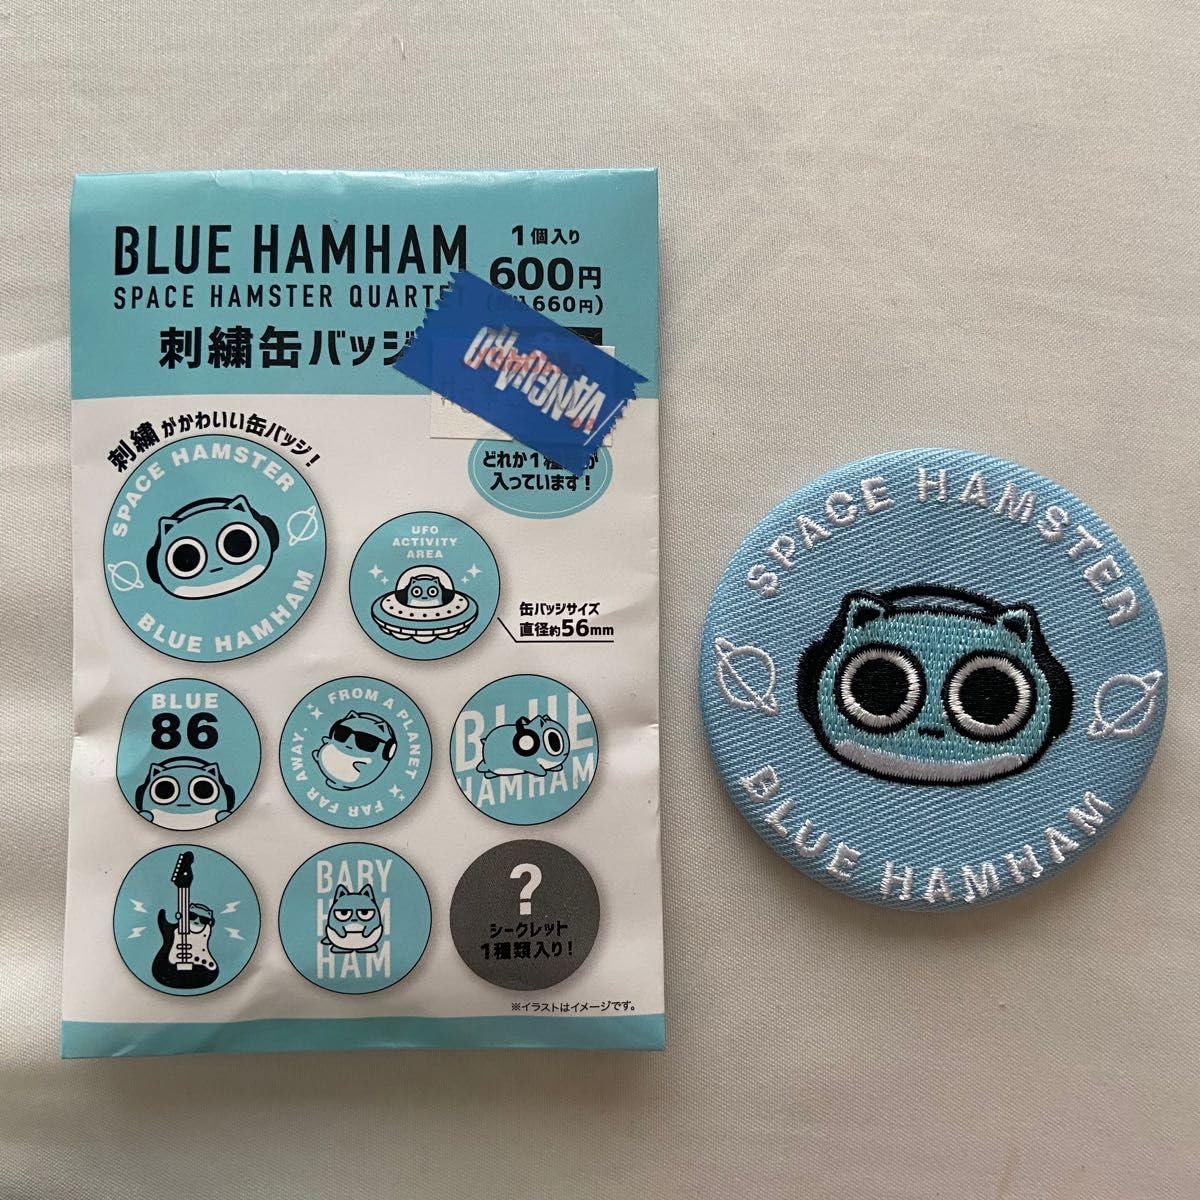 BLUE HAMHAM
SPACE HAMSTER QUARTET
刺繍缶バッジ
1個入り
600円
(税込660円)
VANGUARD
刺繍がかわいい缶バッジ!
どれか1種
入っています!
SPACE HAMSTER
BLUE HAMHAM
UFO
ACTIVITY
AREA
缶バッジサイズ
直径約56mm
BLUE
86
FROM A PLANET
FAR FAR AWAY.
BLUE
HAMHAM
BABY
HAM
HAM
?
シークレット
1種類入り!
※イラストはイメージです。
SPACE HAMSTER
BLUE HAMHAM